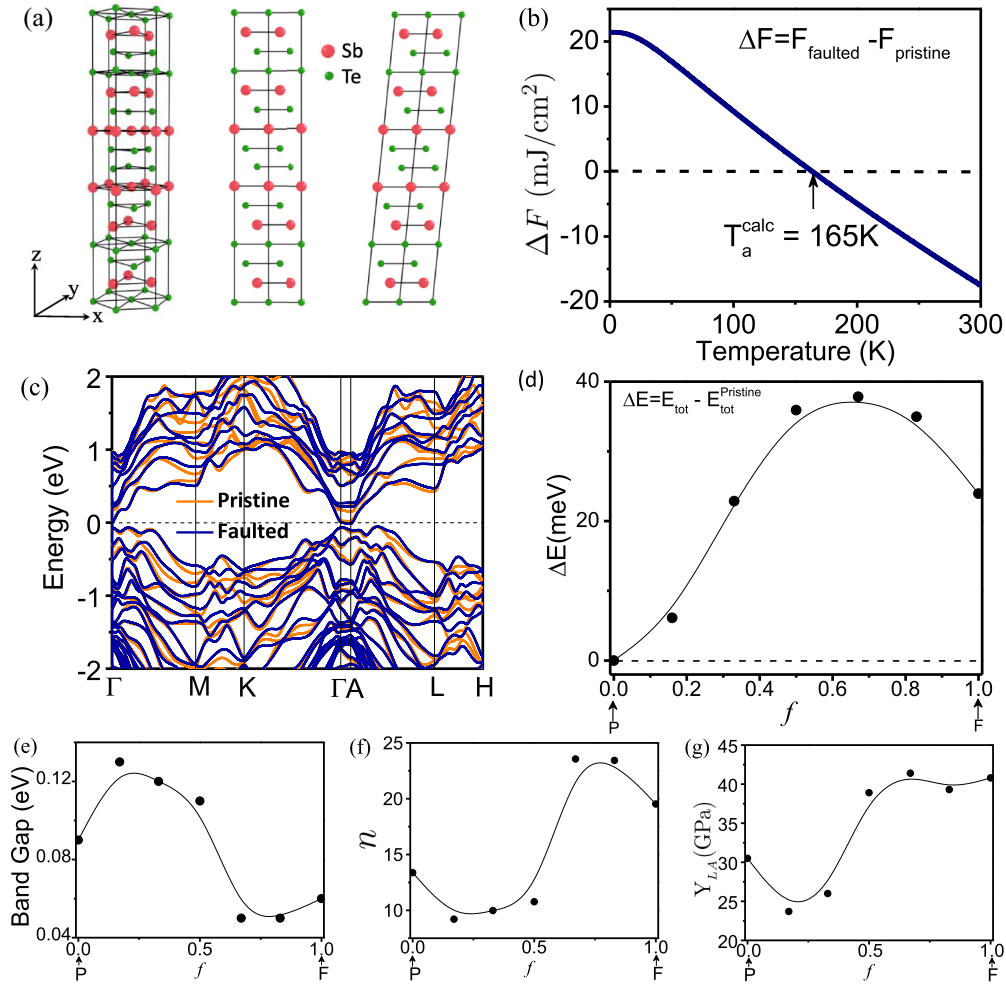 (a)
Sb
Te
z
y
x
(b)
ΔF=F_faulted -F_pristine
20
10
0
-10
-20
ΔF (mJ/cm²)
T_a^calc = 165K
0 100 200 300
Temperature (K)
(c)
2
1
0
-1
-2
Energy (eV)
Pristine
Faulted
Γ M K ΓA L H
(d)
ΔE=E_tot - E_tot^Pristine
40
20
0
ΔE(meV)
0.0 0.2 0.4 0.6 0.8 1.0
P f F
(e)
0.12
0.08
0.04
Band Gap (eV)
0.0 0.5 1.0
P f F
(f)
25
20
15
10
n
0.0 0.5 1.0
P f F
(g)
45
40
35
30
25
20
Y_LA(GPa)
0.0 0.5 1.0
P f F